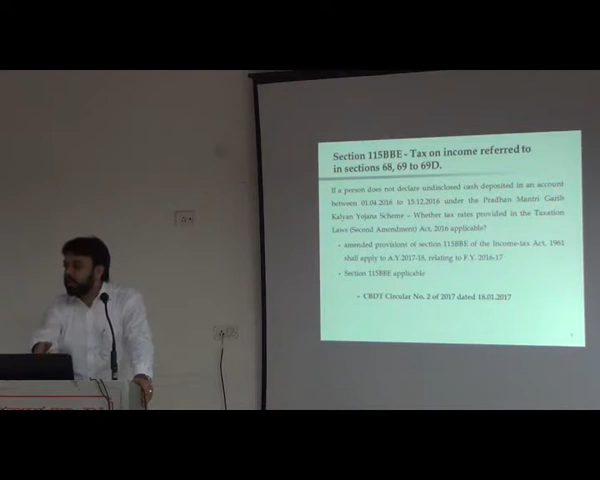 Section 115BBE - Tax on income referred to
in sections 68, 69 to 69D.
If a person does not declare undisclosed cash deposited in an account
between 01.04.2016 to 15.12.2016 under the Pradhan Mantri Garib
Kalyan Yojana Scheme - Whether tax rates provided in the Taxation
Laws (Second Amendment) Act, 2016 applicable?
- amended provisions of section 115BBE of the Income-tax Act, 1961
shall apply to A.Y.2017-18, relating to F.Y. 2016-17
- Section 115BBE applicable
- CBDT Circular No. 2 of 2017 dated 18.01.2017